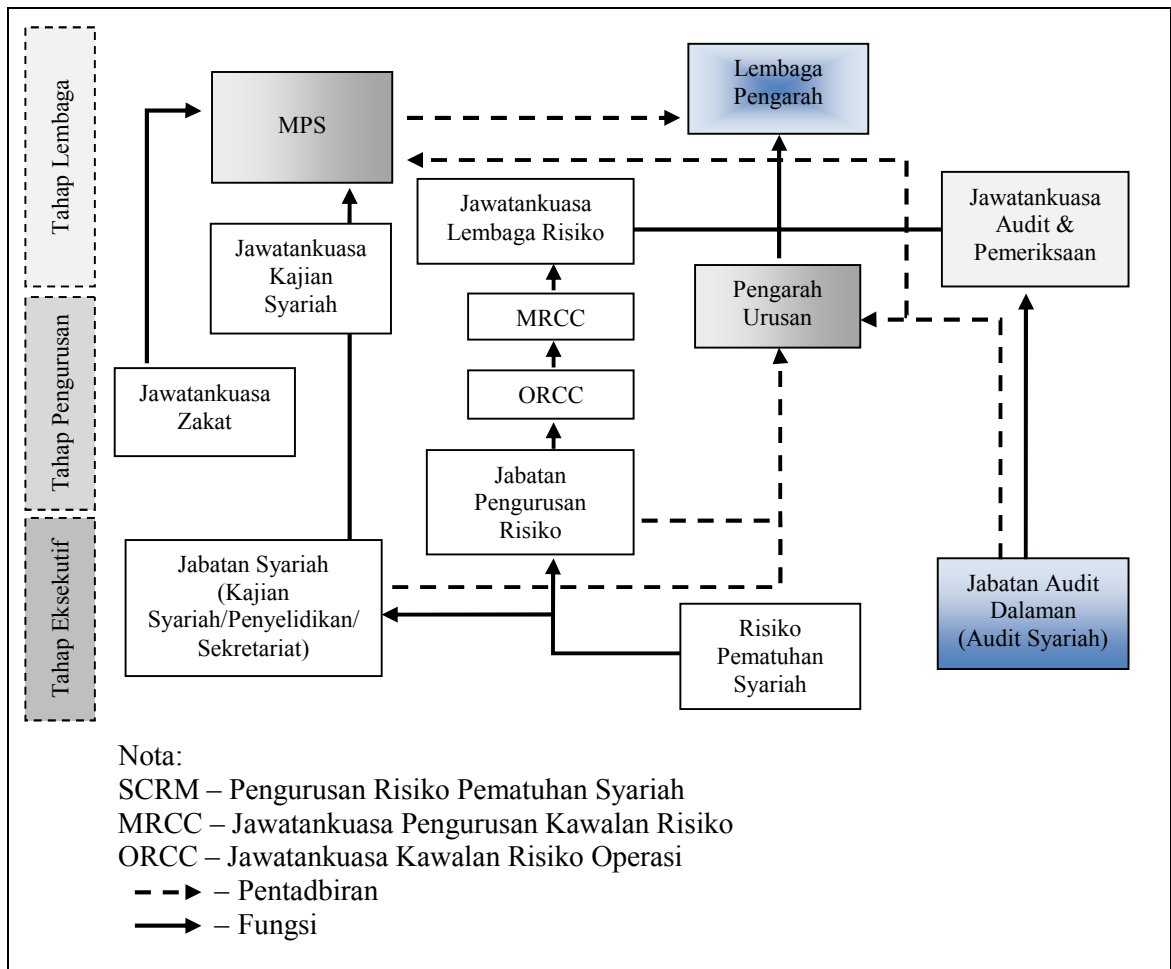 Tahap Lembaga
Tahap Pengurusan
Tahap Eksekutif
MPS
Lembaga
Pengarah
Jawatankuasa
Kajian
Syariah
Jawatankuasa
Lembaga Risiko
Jawatankuasa
Audit &
Pemeriksaan
MRCC
Pengarah
Urusan
Jawatankuasa
Zakat
ORCC
Jabatan
Pengurusan
Risiko
Jabatan Syariah
(Kajian
Syariah/Penyelidikan/
Sekretariat)
Risiko
Pematuhan
Syariah
Jabatan Audit
Dalaman
(Audit Syariah)
Nota:
SCRM – Pengurusan Risiko Pematuhan Syariah
MRCC – Jawatankuasa Pengurusan Kawalan Risiko
ORCC – Jawatankuasa Kawalan Risiko Operasi
– Pentadbiran
– Fungsi